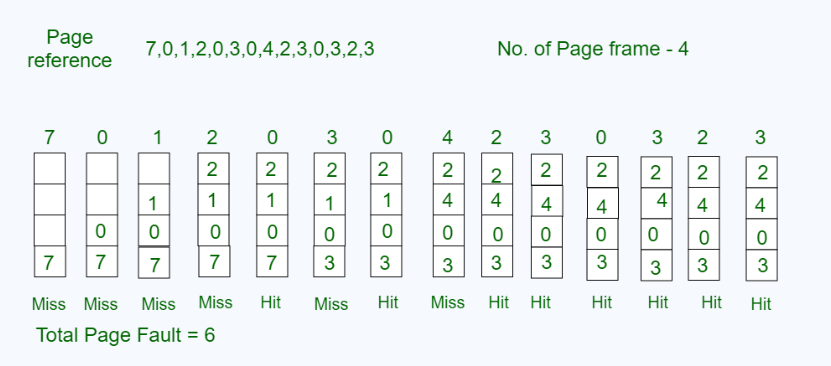 Page reference
7,0,1,2,0,3,0,4,2,3,0,3,2,3
No. of Page frame - 4
7 0 1 2 0 3 0 4 2 3 0 3 2 3
2 2 2 2 2 2 2 2 2 2 2
1 1 1 1 1 4 4 4 4 4 4 4
0 0 0 0 0 0 0 0 0 0 0 0 0
7 7 7 7 7 3 3 3 3 3 3 3 3 3
Miss Miss Miss Miss Hit Miss Hit Miss Hit Hit Hit Hit Hit Hit
Total Page Fault = 6